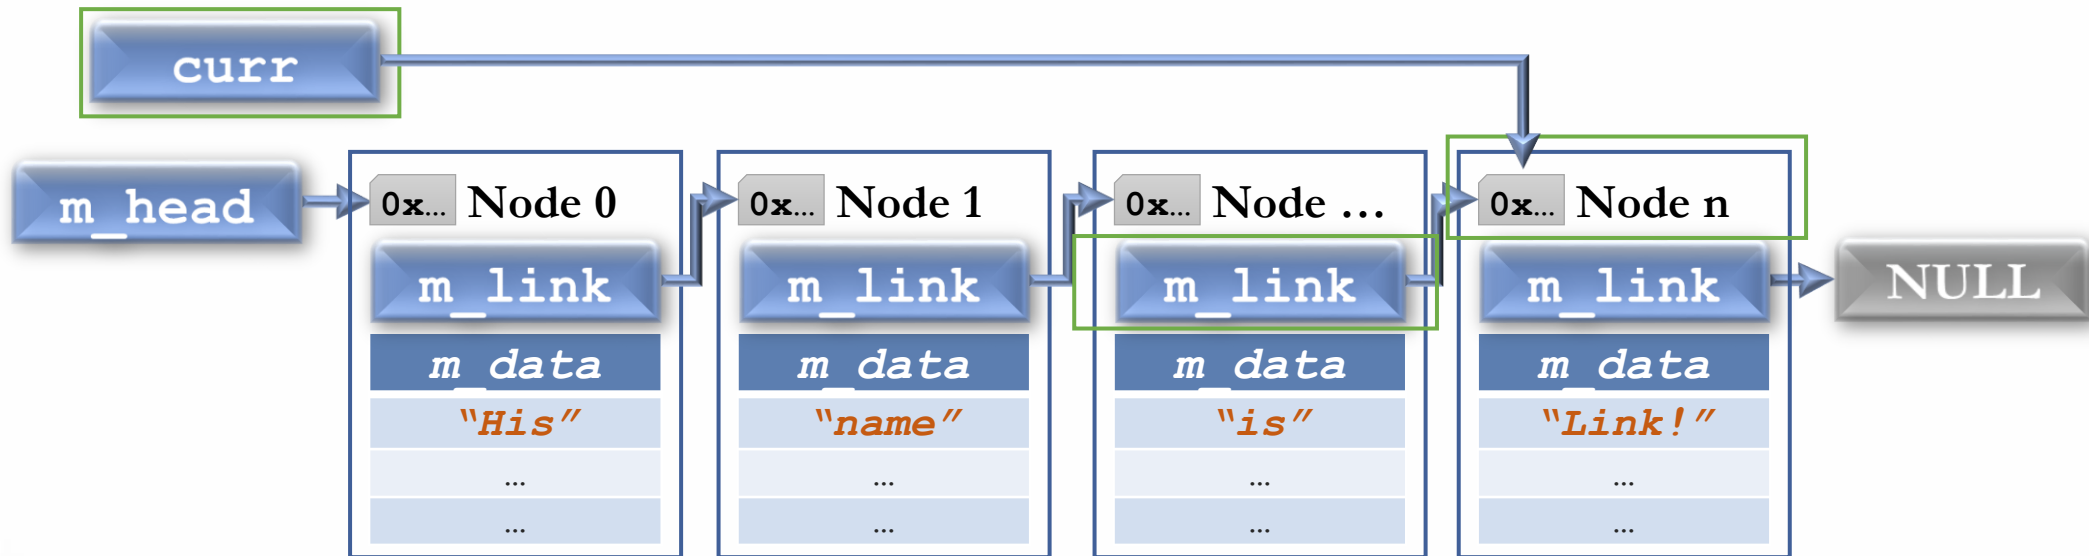 curr
m_head
0x… Node 0
0x… Node 1
0x… Node …
0x… Node n
m_link
m_link
m_link
m_link
NULL
m_data
m_data
m_data
m_data
“His”
“name”
“is”
“Link!”
…
…
…
…
…
…
…
…